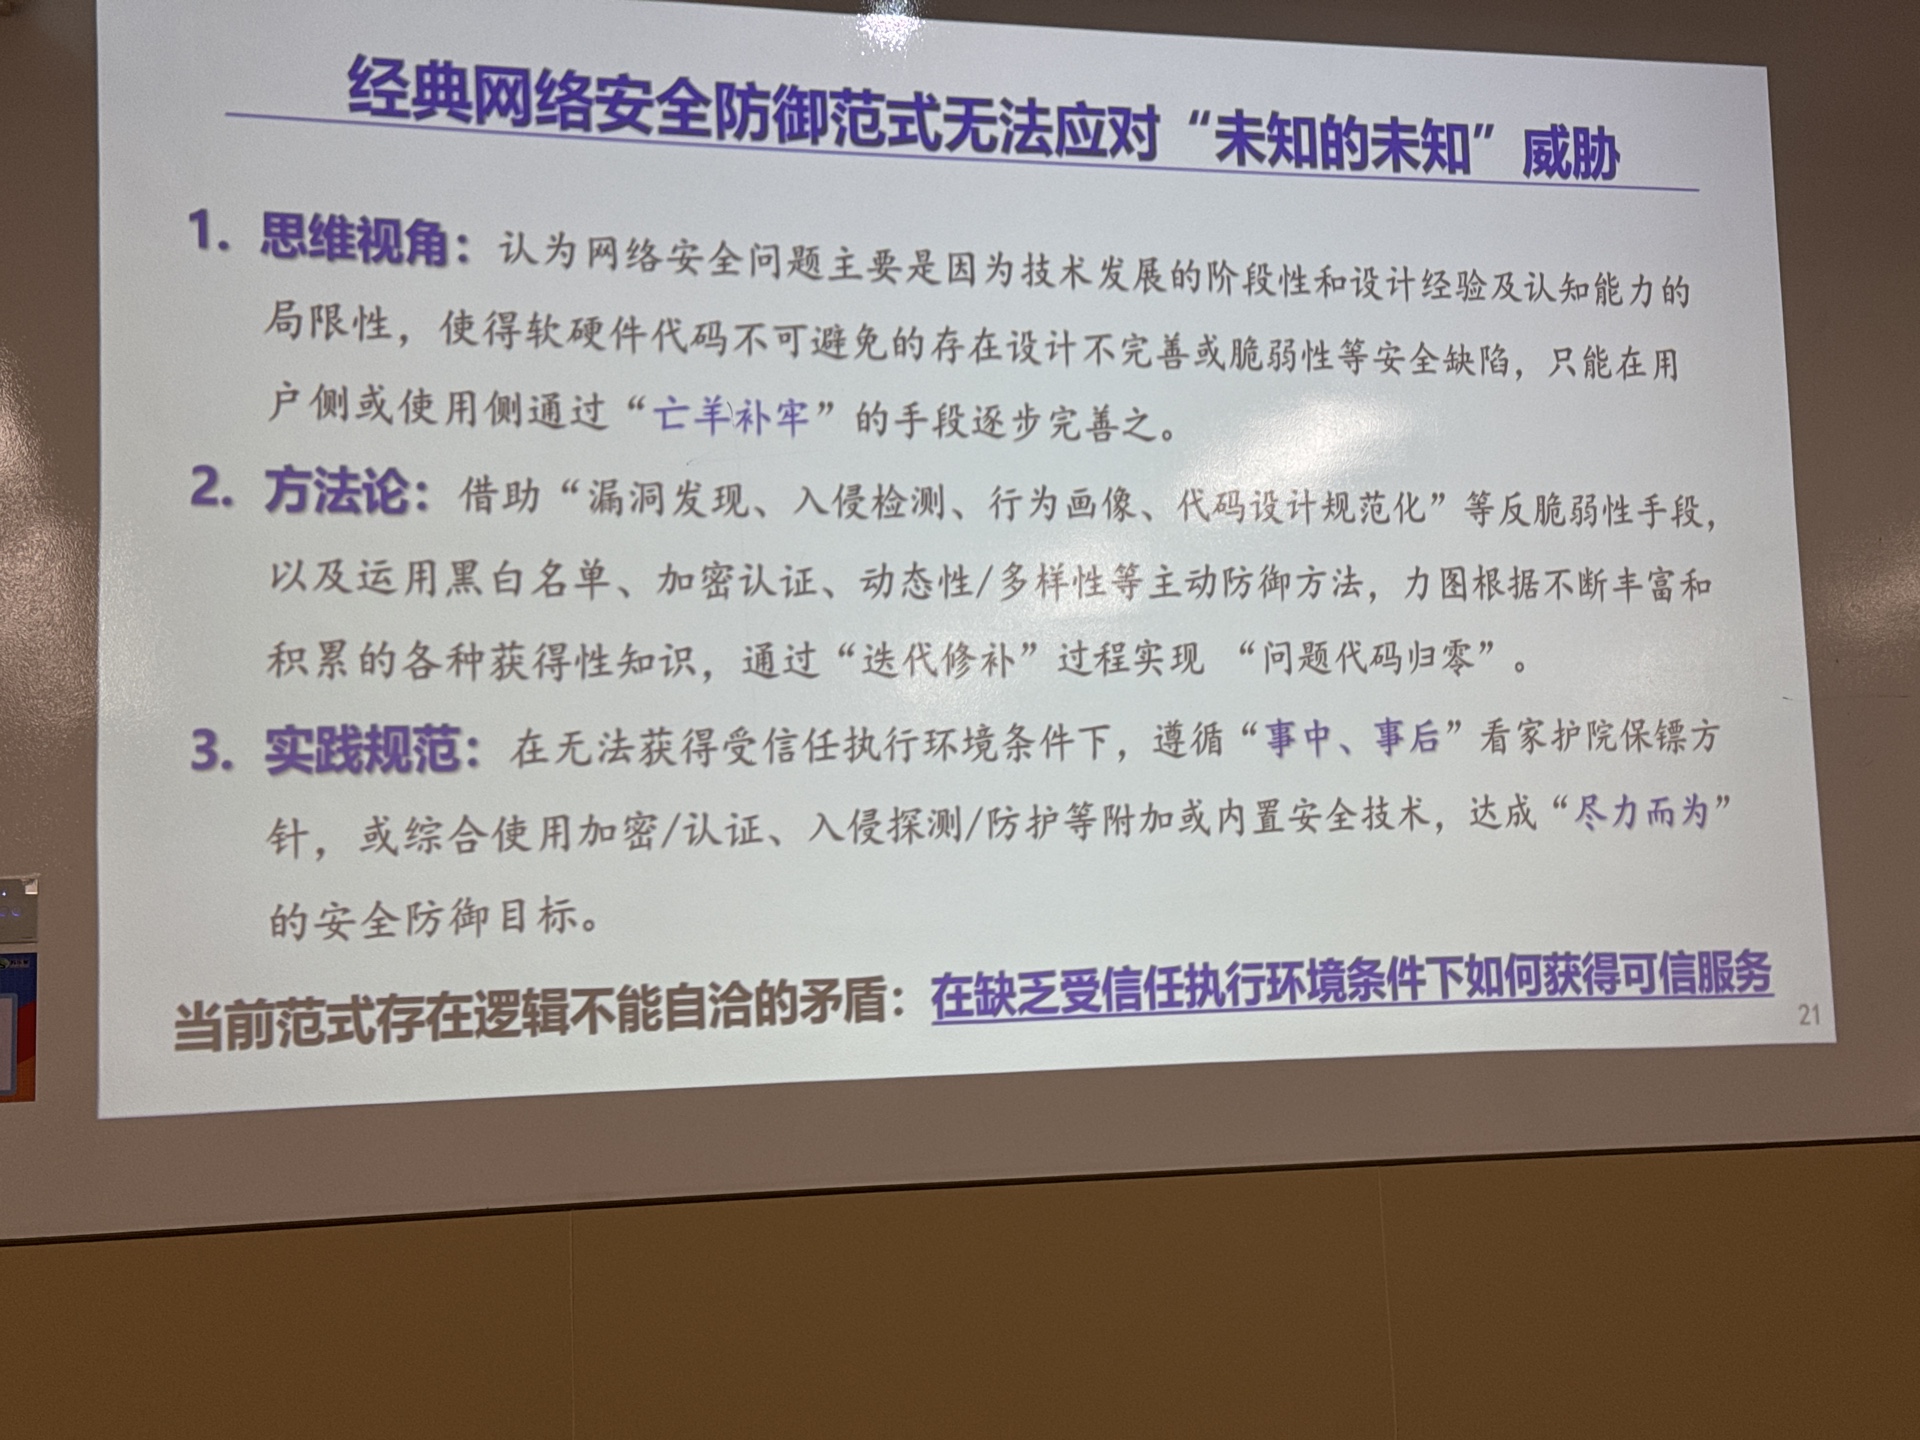 经典网络安全防御范式无法应对“未知的未知”威胁
1. 思维视角：认为网络安全问题主要是因为技术发展的阶段性和设计经验及认知能力的
局限性，使得软硬件代码不可避免的存在设计不完善或脆弱性等安全缺陷，只能在用
户侧或使用侧通过“亡羊补牢”的手段逐步完善之。
2. 方法论：借助“漏洞发现、入侵检测、行为画像、代码设计规范化”等反脆弱性手段，
以及运用黑白名单、加密认证、动态性/多样性等主动防御方法，力图根据不断丰富和
积累的各种获得性知识，通过“迭代修补”过程实现 “问题代码归零”。
3. 实践规范：在无法获得受信任执行环境条件下，遵循“事中、事后”看家护院保镖方
针，或综合使用加密/认证、入侵探测/防护等附加或内置安全技术，达成“尽力而为”
的安全防御目标。
当前范式存在逻辑不能自洽的矛盾：在缺乏受信任执行环境条件下如何获得可信服务
21